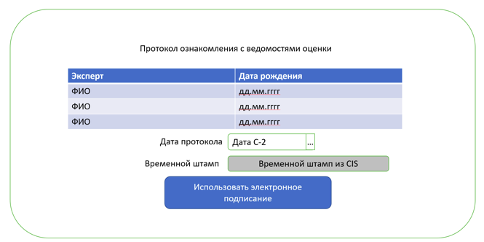 Протокол ознакомления с ведомостями оценки
Эксперт Дата рождения
ФИО дд.мм.гггг
ФИО дд.мм.гггг
ФИО дд.мм.гггг
Дата протокола Дата С-2 ...
Временной штамп Временной штамп из CIS
Использовать электронное
подписание